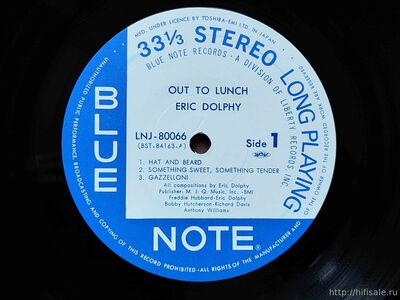 MFD. UNDER LICENCE BY TOSHIBA-EMI LTD. IN JAPAN
33⅓ STEREO LONG PLAYING
BLUE NOTE RECORDS • A DIVISION OF LIBERTY RECORDS, INC.
OUT TO LUNCH
ERIC DOLPHY
LNJ-80066
Side 1
(BST-84163-A)
1. HAT AND BEARD
2. SOMETHING SWEET, SOMETHING TENDER
3. GAZZELLONI
All compositions by Eric Dolphy
Publisher: M. J. Q. Music, Inc. -BMI
Freddie Hubbard-Eric Dolphy
Bobby Hutcherson-Richard Davis
Anthony Williams
BLUE
NOTE®
UNAUTHORIZED PUBLIC PERFORMANCE, BROADCASTING AND COPYING OF THIS RECORD PROHIBITED • ALL RIGHTS OF THE MANUFACTURER AND OF THE OWNER OF THE RECORDED WORK ARE RESERVED
http://hifisale.ru/